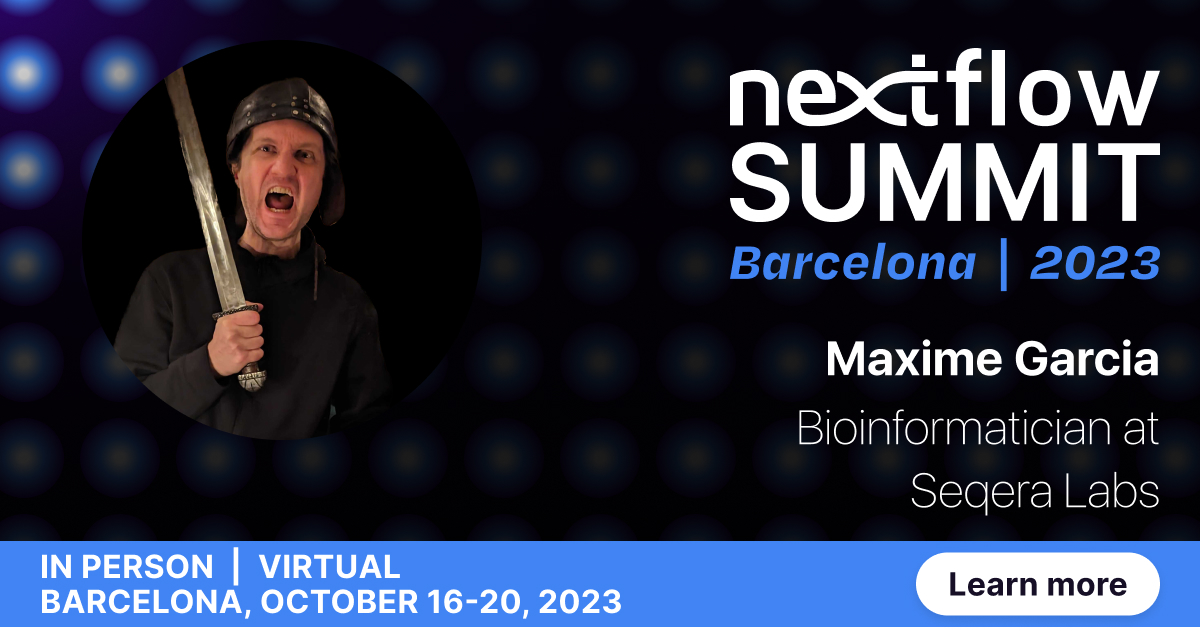 nextflow
SUMMIT
Barcelona | 2023
Maxime Garcia
Bioinformatician at
Seqera Labs
IN PERSON | VIRTUAL
BARCELONA, OCTOBER 16-20, 2023
Learn more